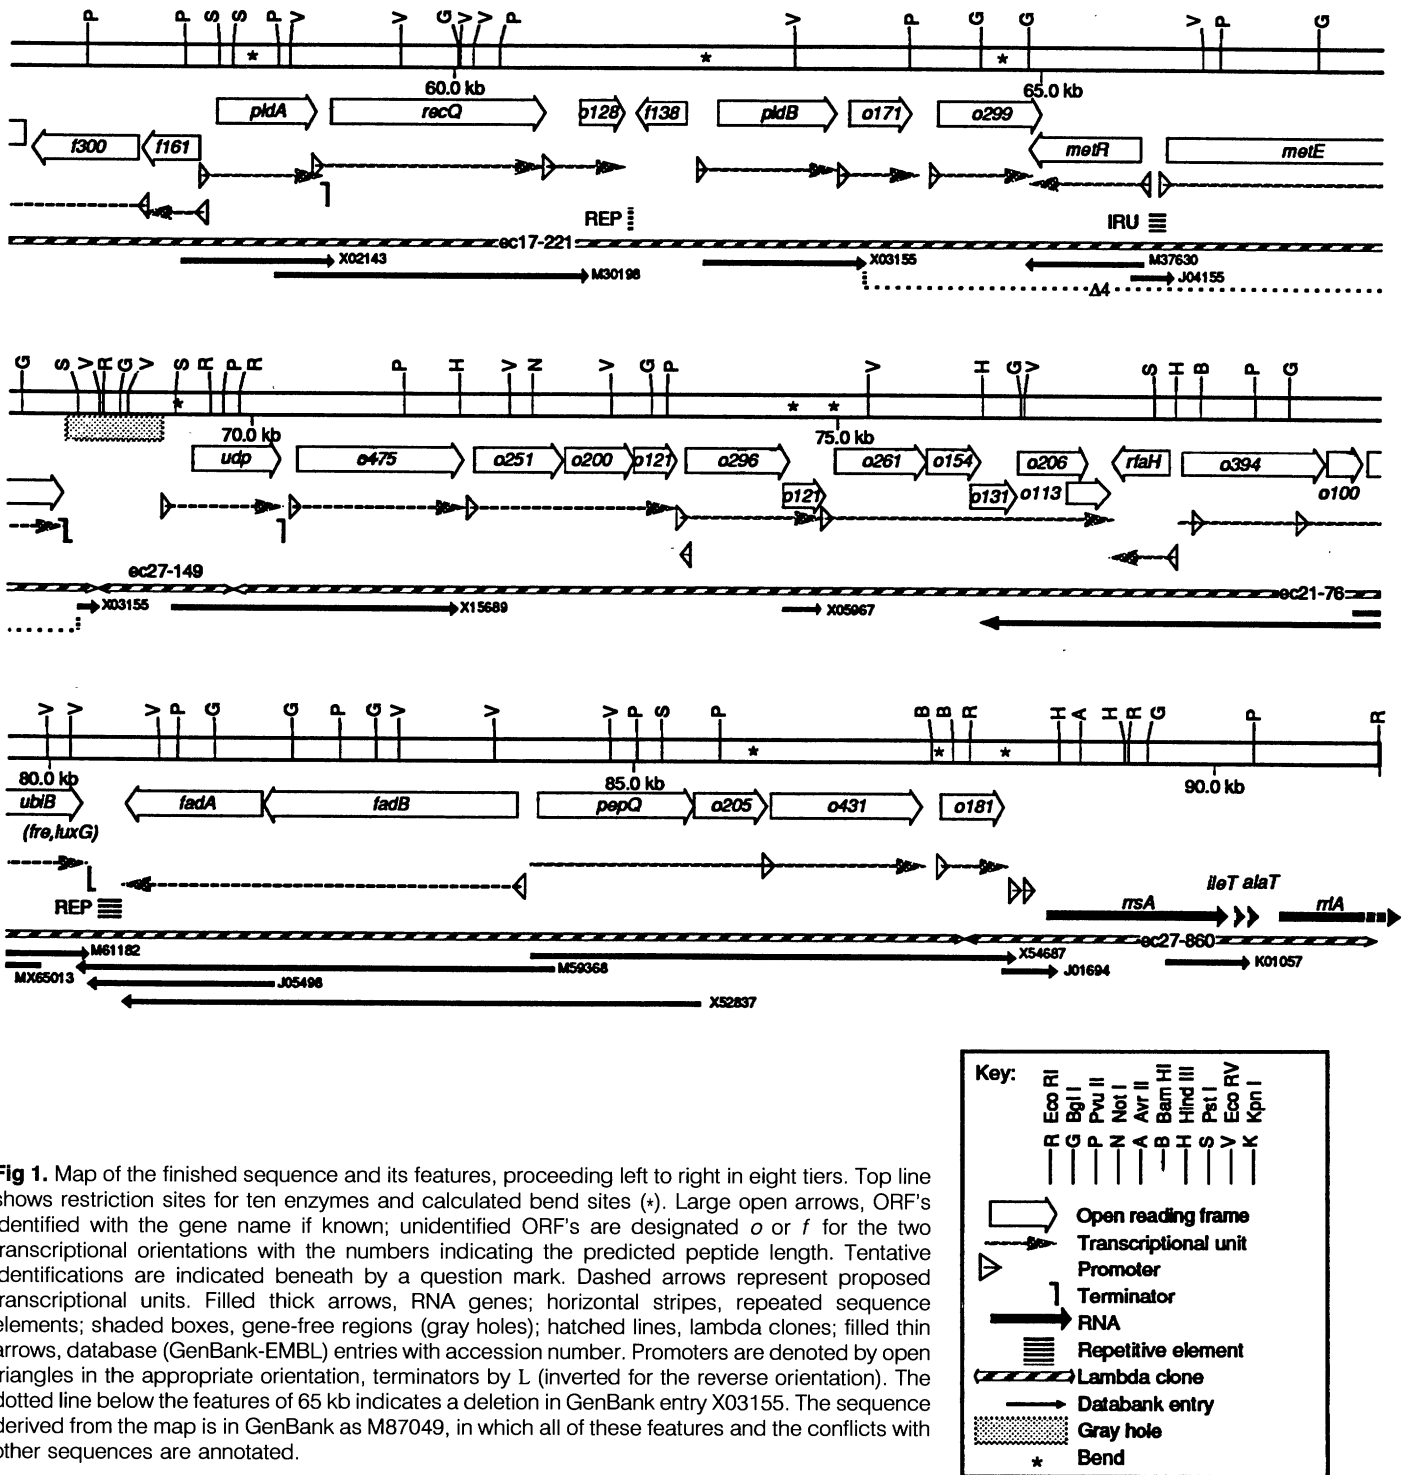 P P S S P V V G V V P V P G G V P G
* * *
60.0 kb 65.0 kb
pldA recQ o128 f138 pldB o171 o299
f300 f161 metR metE
REP IRU
ec17-221
X02143 X03155 M37630
M30198 J04155
Δ4
G S V R G V S R P R P H V N V G P V H G V S H B P G
* * *
70.0 kb 75.0 kb
udp o475 o251 o200 o121 o296 o261 o154 o206 rfaH o394
o121 o131 o113 o100
ec27-149
ec21-76
X03155 X15689 X05967
V V V P G G P G V V V P S P B B R H A H R G P R
* * *
80.0 kb 85.0 kb 90.0 kb
ubiB fadA fadB pepQ o205 o431 o181
(fre,luxG)
ileT alaT
REP rrsA rrlA
ec27-860
M61182 X54687
MX65013 M59368 J01694 K01057
J05498
X52837
Key:
R Eco RI
G Bgl I
P Pvu II
N Not I
A Avr II
B Bam HI
H Hind III
S Pst I
V Eco RV
K Kpn I
Open reading frame
Transcriptional unit
Promoter
Terminator
RNA
Repetitive element
Lambda clone
Databank entry
Gray hole
* Bend
Fig 1. Map of the finished sequence and its features, proceeding left to right in eight tiers. Top line
shows restriction sites for ten enzymes and calculated bend sites (*). Large open arrows, ORF's
identified with the gene name if known; unidentified ORF's are designated o or f for the two
transcriptional orientations with the numbers indicating the predicted peptide length. Tentative
identifications are indicated beneath by a question mark. Dashed arrows represent proposed
transcriptional units. Filled thick arrows, RNA genes; horizontal stripes, repeated sequence
elements; shaded boxes, gene-free regions (gray holes); hatched lines, lambda clones; filled thin
arrows, database (GenBank-EMBL) entries with accession number. Promoters are denoted by open
triangles in the appropriate orientation, terminators by L (inverted for the reverse orientation). The
dotted line below the features of 65 kb indicates a deletion in GenBank entry X03155. The sequence
derived from the map is in GenBank as M87049, in which all of these features and the conflicts with
other sequences are annotated.